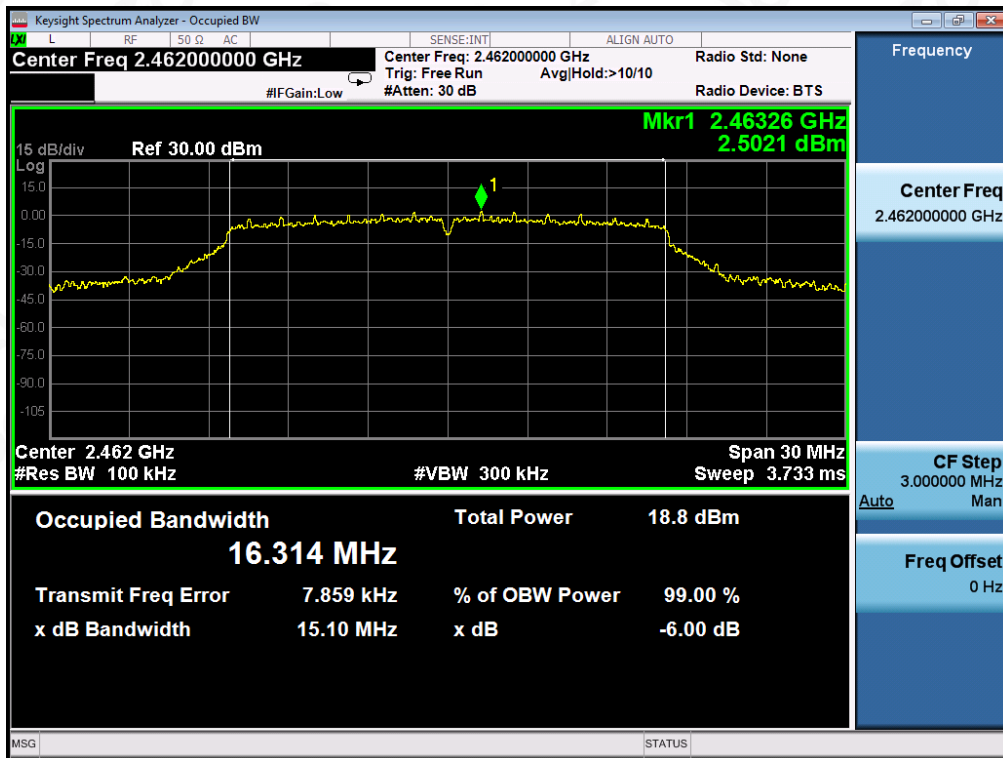 Keysight Spectrum Analyzer - Occupied BW
LXI L RF 50 Ω AC SENSE:INT ALIGN AUTO
Center Freq 2.462000000 GHz
#IFGain:Low
Center Freq: 2.462000000 GHz
Trig: Free Run Avg|Hold:>10/10
#Atten: 30 dB
Radio Std: None
Radio Device: BTS
Mkr1 2.46326 GHz
2.5021 dBm
15 dB/div Ref 30.00 dBm
Log
15.0
0.00
-15.0
-30.0
-45.0
-60.0
-75.0
-90.0
-105
1
Center 2.462 GHz Span 30 MHz
#Res BW 100 kHz #VBW 300 kHz Sweep 3.733 ms
Occupied Bandwidth Total Power 18.8 dBm
16.314 MHz
Transmit Freq Error 7.859 kHz % of OBW Power 99.00 %
x dB Bandwidth 15.10 MHz x dB -6.00 dB
Frequency
Center Freq
2.462000000 GHz
CF Step
3.000000 MHz
Auto Man
Freq Offset
0 Hz
MSG STATUS